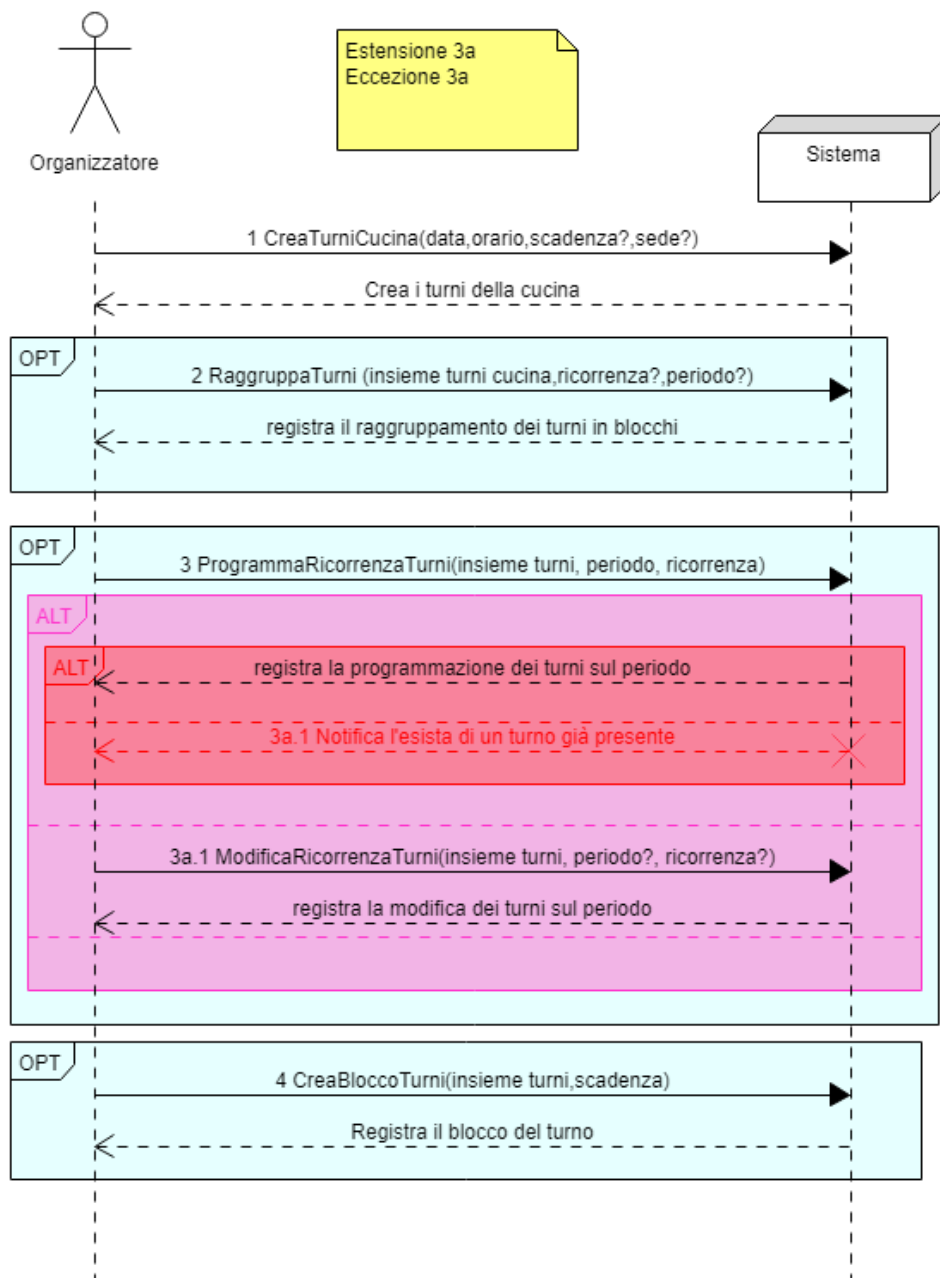 Estensione 3a
Eccezione 3a
Organizzatore
Sistema
1 CreaTurniCucina(data,orario,scadenza?,sede?)
Crea i turni della cucina
OPT
2 RaggruppaTurni (insieme turni cucina,ricorrenza?,periodo?)
registra il raggruppamento dei turni in blocchi
OPT
3 ProgrammaRicorrenzaTurni(insieme turni, periodo, ricorrenza)
ALT
ALT
registra la programmazione dei turni sul periodo
3a.1 Notifica l'esista di un turno già presente
3a.1 ModificaRicorrenzaTurni(insieme turni, periodo?, ricorrenza?)
registra la modifica dei turni sul periodo
OPT
4 CreaBloccoTurni(insieme turni,scadenza)
Registra il blocco del turno